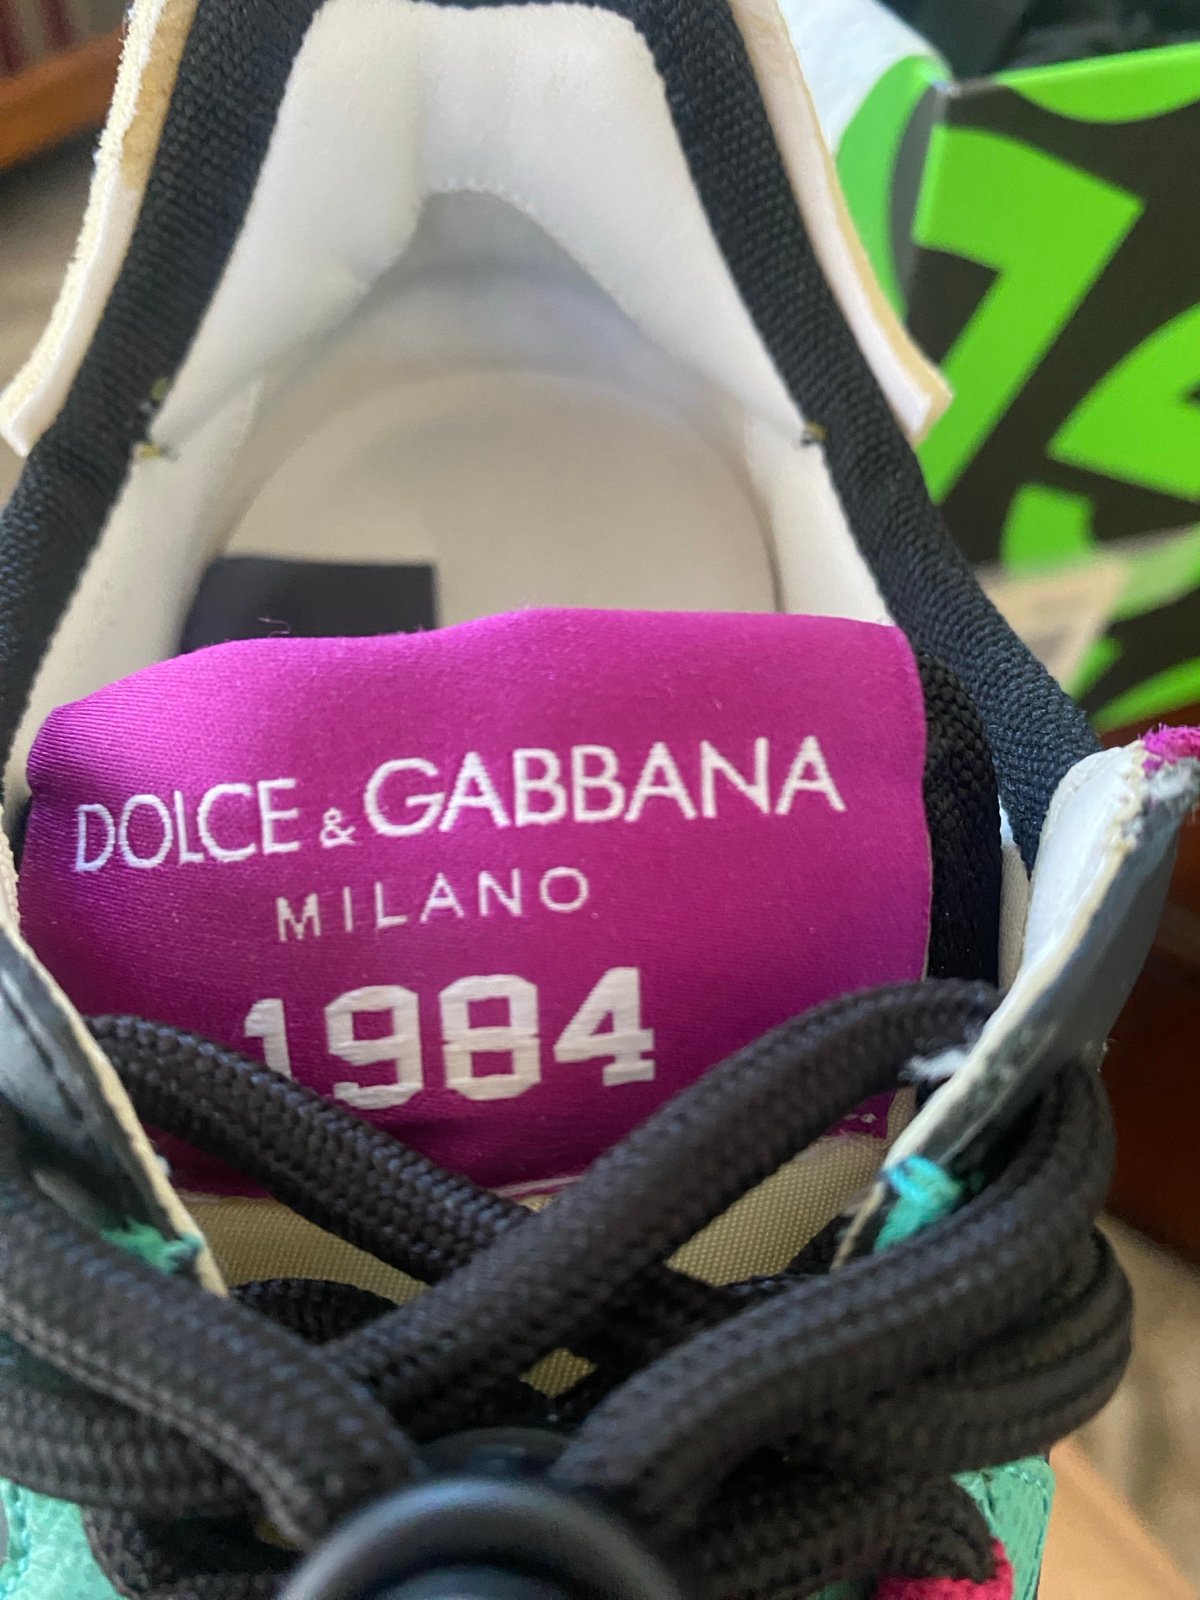 DOLCE & GABBANA
MILANO
1984